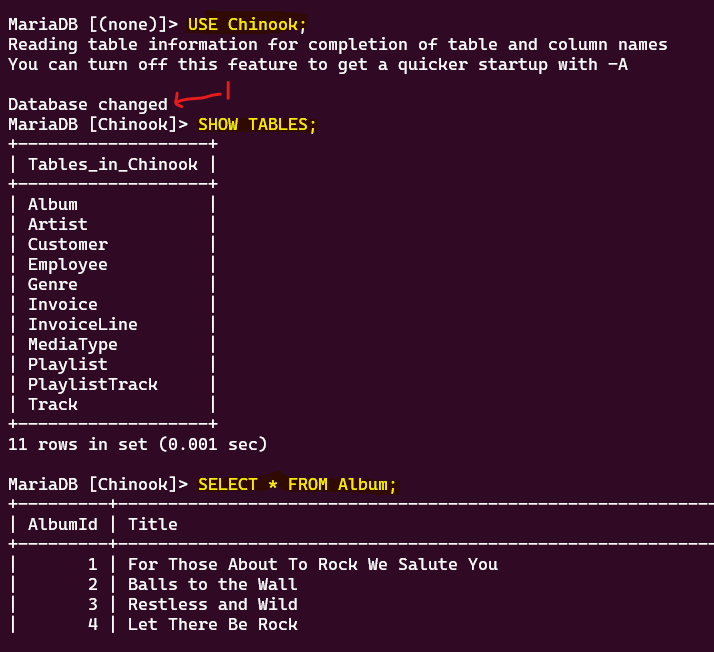 MariaDB [(none)]> USE Chinook;
Reading table information for completion of table and column names
You can turn off this feature to get a quicker startup with -A
Database changed
MariaDB [Chinook]> SHOW TABLES;
+-------------------+
| Tables_in_Chinook |
+-------------------+
| Album             |
| Artist            |
| Customer          |
| Employee          |
| Genre             |
| Invoice           |
| InvoiceLine       |
| MediaType         |
| Playlist          |
| PlaylistTrack     |
| Track             |
+-------------------+
11 rows in set (0.001 sec)
MariaDB [Chinook]> SELECT * FROM Album;
+---------+------------------------------------------------------------
| AlbumId | Title
+---------+------------------------------------------------------------
|       1 | For Those About To Rock We Salute You
|       2 | Balls to the Wall
|       3 | Restless and Wild
|       4 | Let There Be Rock